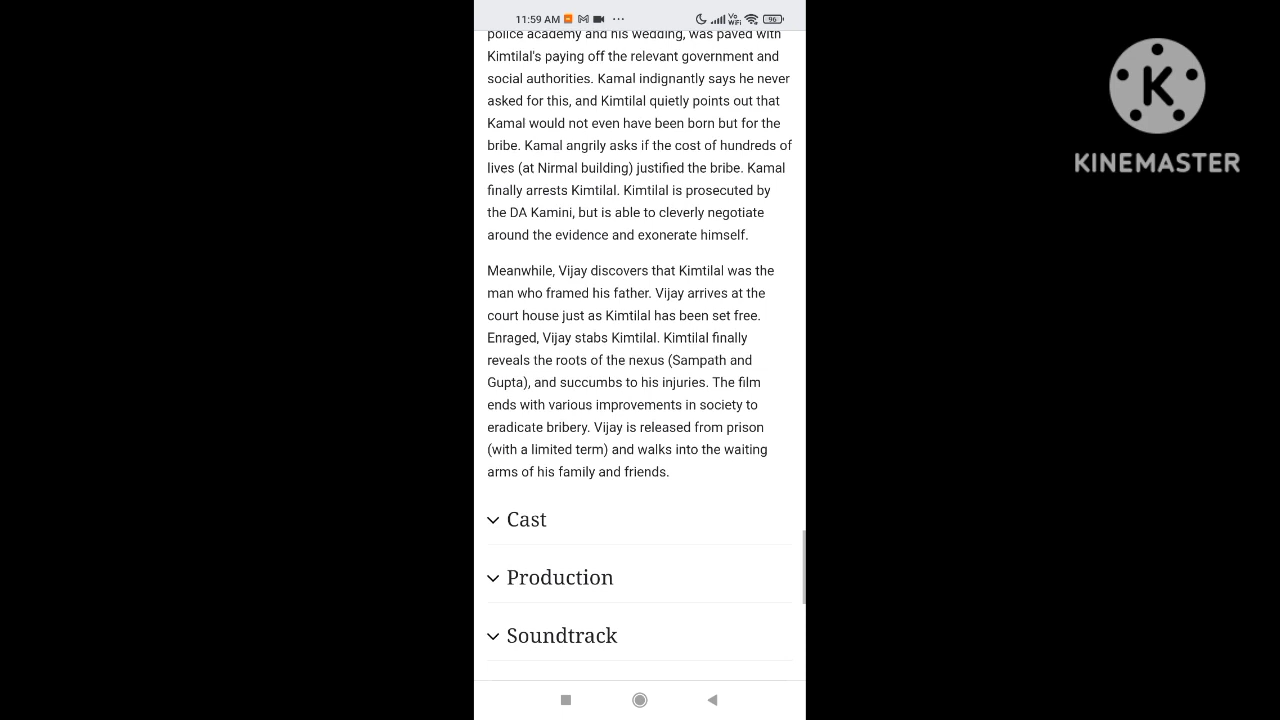 11:59 AM
Vo
WiFi
96
police academy and his wedding, was paved with
Kimtilal's paying off the relevant government and
social authorities. Kamal indignantly says he never
asked for this, and Kimtilal quietly points out that
Kamal would not even have been born but for the
bribe. Kamal angrily asks if the cost of hundreds of
lives (at Nirmal building) justified the bribe. Kamal
finally arrests Kimtilal. Kimtilal is prosecuted by
the DA Kamini, but is able to cleverly negotiate
around the evidence and exonerate himself.
Meanwhile, Vijay discovers that Kimtilal was the
man who framed his father. Vijay arrives at the
court house just as Kimtilal has been set free.
Enraged, Vijay stabs Kimtilal. Kimtilal finally
reveals the roots of the nexus (Sampath and
Gupta), and succumbs to his injuries. The film
ends with various improvements in society to
eradicate bribery. Vijay is released from prison
(with a limited term) and walks into the waiting
arms of his family and friends.
Cast
Production
Soundtrack
K
KINEMASTER